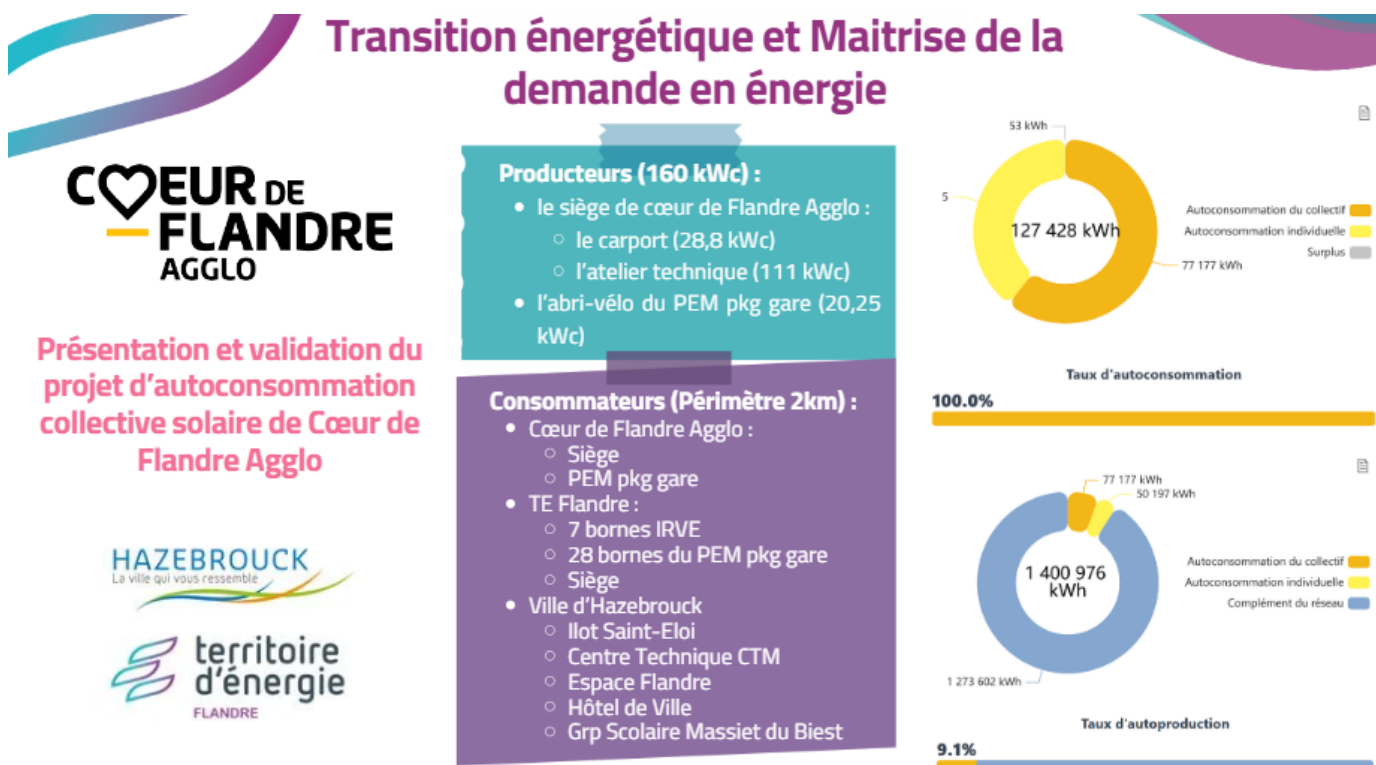 Transition énergétique et Maitrise de la
demande en énergie
CŒUR DE
FLANDRE
AGGLO
Présentation et validation du
projet d’autoconsommation
collective solaire de Cœur de
Flandre Agglo
HAZEBROUCK
La ville qui vous ressemble
territoire
d'énergie
FLANDRE
Producteurs (160 kWc) :
le siège de cœur de Flandre Agglo :
le carport (28,8 kWc)
l’atelier technique (111 kWc)
l’abri-vélo du PEM pkg gare (20,25
kWc)
Consommateurs (Périmètre 2km) :
Cœur de Flandre Agglo :
Siège
PEM pkg gare
TE Flandre :
7 bornes IRVE
28 bornes du PEM pkg gare
Siège
Ville d’Hazebrouck
Ilot Saint-Eloi
Centre Technique CTM
Espace Flandre
Hôtel de Ville
Grp Scolaire Massiet du Biest
53 kWh
5
127 428 kWh
77 177 kWh
Autoconsommation du collectif
Autoconsommation individuelle
Surplus
Taux d'autoconsommation
100.0%
77 177 kWh
50 197 kWh
1 400 976
kWh
1 273 602 kWh
Autoconsommation du collectif
Autoconsommation individuelle
Complément du réseau
Taux d'autoproduction
9.1%